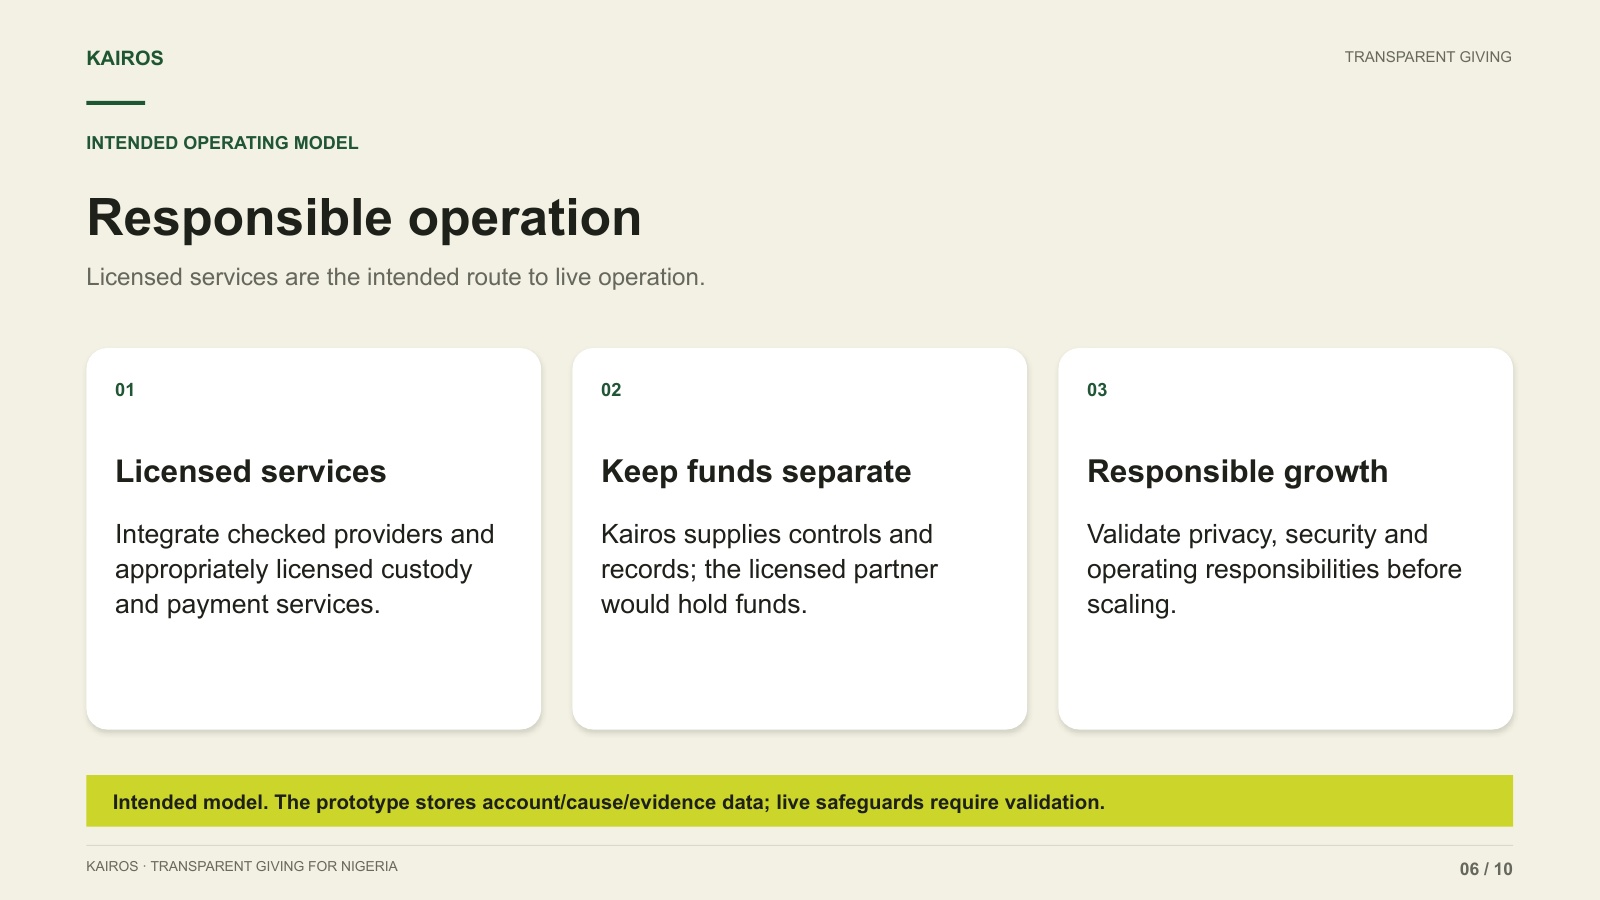 KAIROS
TRANSPARENT GIVING
INTENDED OPERATING MODEL
Responsible operation
Licensed services are the intended route to live operation.
01
Licensed services
Integrate checked providers and
appropriately licensed custody
and payment services.
02
Keep funds separate
Kairos supplies controls and
records; the licensed partner
would hold funds.
03
Responsible growth
Validate privacy, security and
operating responsibilities before
scaling.
Intended model. The prototype stores account/cause/evidence data; live safeguards require validation.
KAIROS · TRANSPARENT GIVING FOR NIGERIA
06 / 10